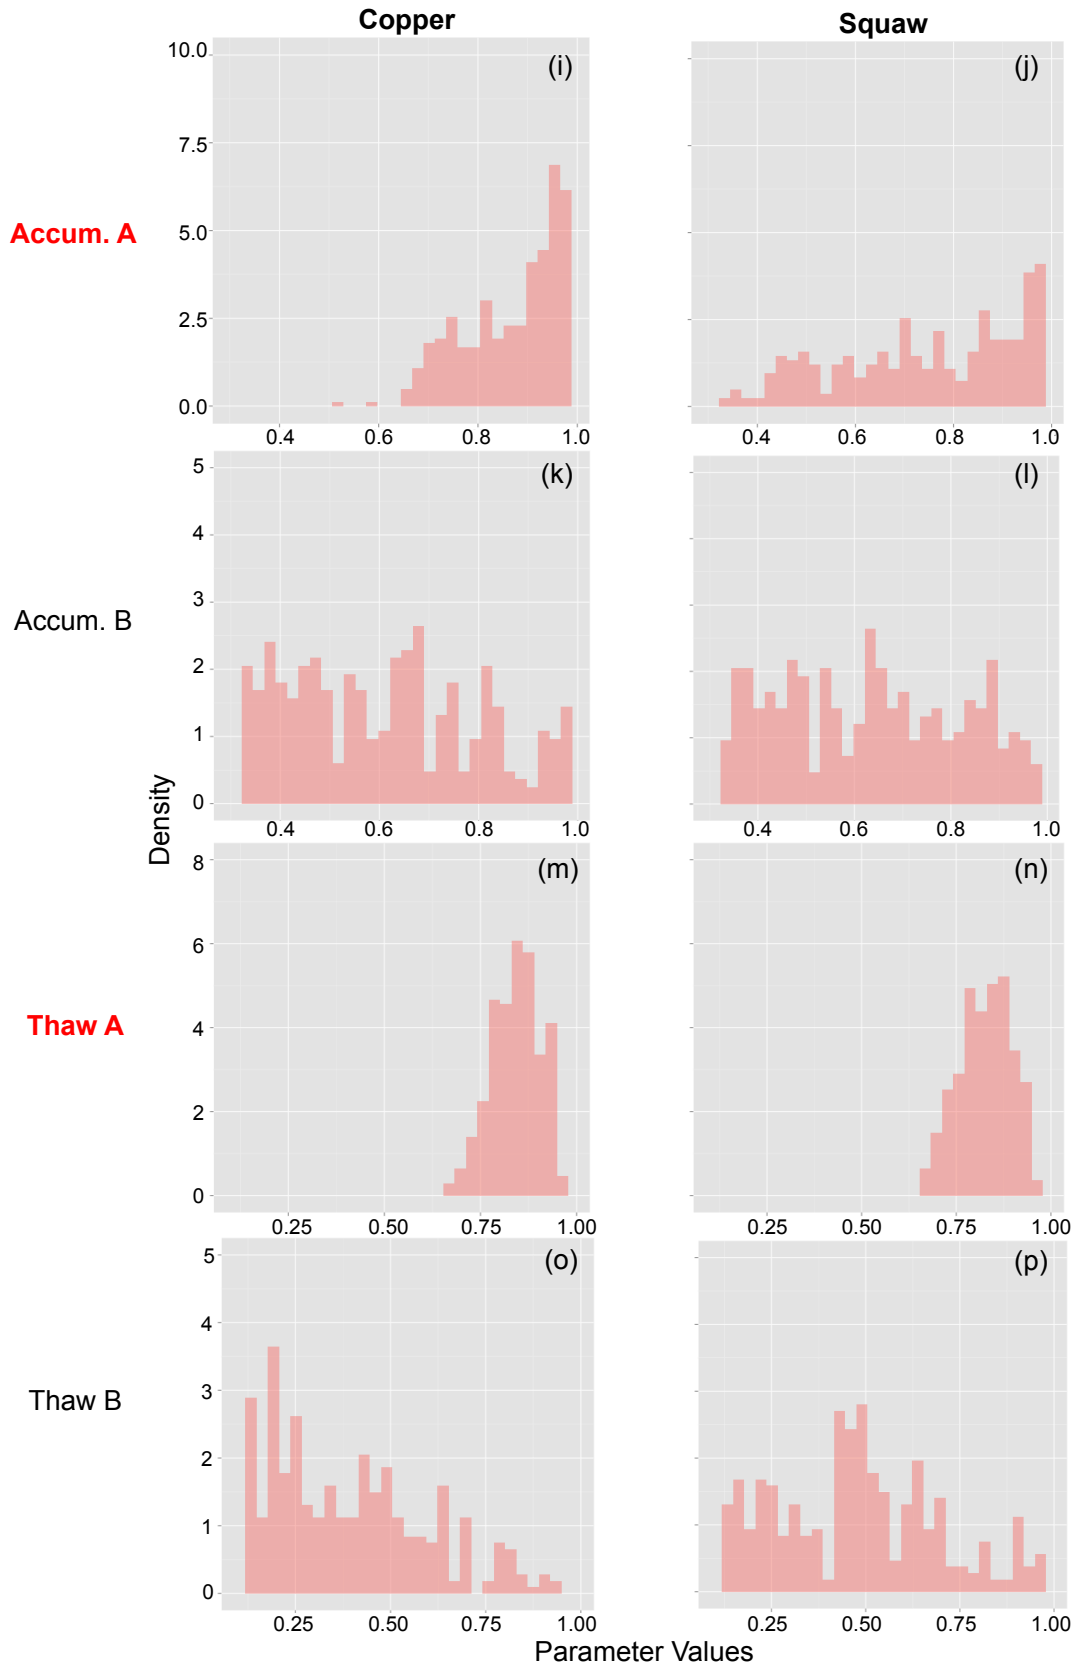 Copper Squaw
(i) (j)
10.0
7.5
Accum. A
5.0
2.5
0.0
0.4 0.6 0.8 1.0 0.4 0.6 0.8 1.0
(k) (l)
5
4
3
Accum. B
2
1
0
0.4 0.6 0.8 1.0 0.4 0.6 0.8 1.0
Density
(m) (n)
8
6
Thaw A
4
2
0
0.25 0.50 0.75 1.00 0.25 0.50 0.75 1.00
(o) (p)
5
4
3
Thaw B
2
1
0
0.25 0.50 0.75 1.00 0.25 0.50 0.75 1.00
Parameter Values